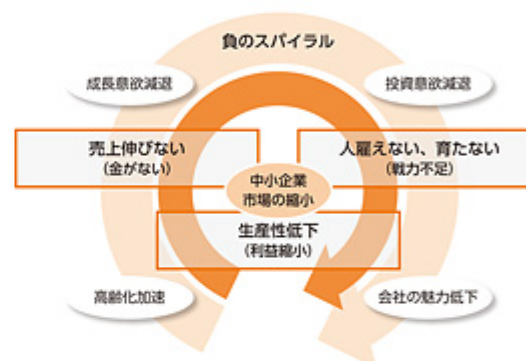 負のスパイラル
成長意欲減退
投資意欲減退
売上伸びない
(金がない)
人雇えない、育たない
(戦力不足)
中小企業
市場の縮小
生産性低下
(利益縮小)
高齢化加速
会社の魅力低下